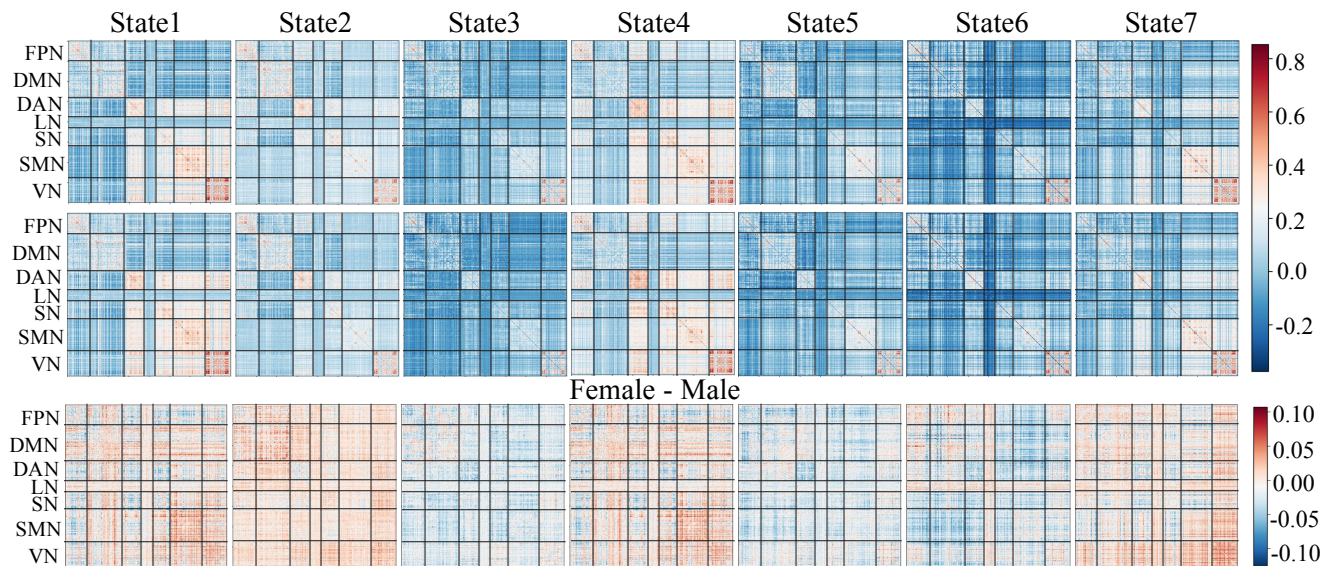 State1 State2 State3 State4 State5 State6 State7
FPN
DMN
DAN
LN
SN
SMN
VN
0.8
0.6
0.4
0.2
0.0
-0.2
FPN
DMN
DAN
LN
SN
SMN
VN
Female - Male
FPN
DMN
DAN
LN
SN
SMN
VN
0.10
0.05
0.00
-0.05
-0.10